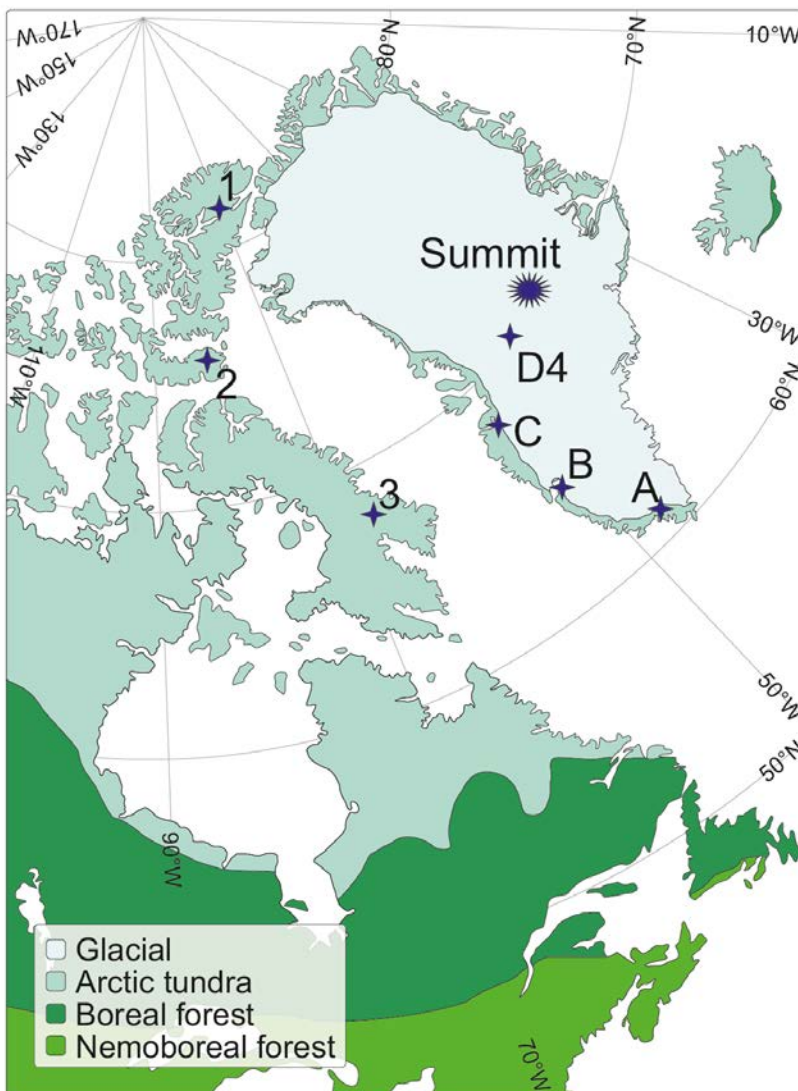 170°W
150°W
130°W
110°W
80°N
70°N
10°W
1
Summit
30°W
D4
60°N
2
C
B
A
3
50°W
50°N
90°W
70°W
Glacial
Arctic tundra
Boreal forest
Nemoboreal forest